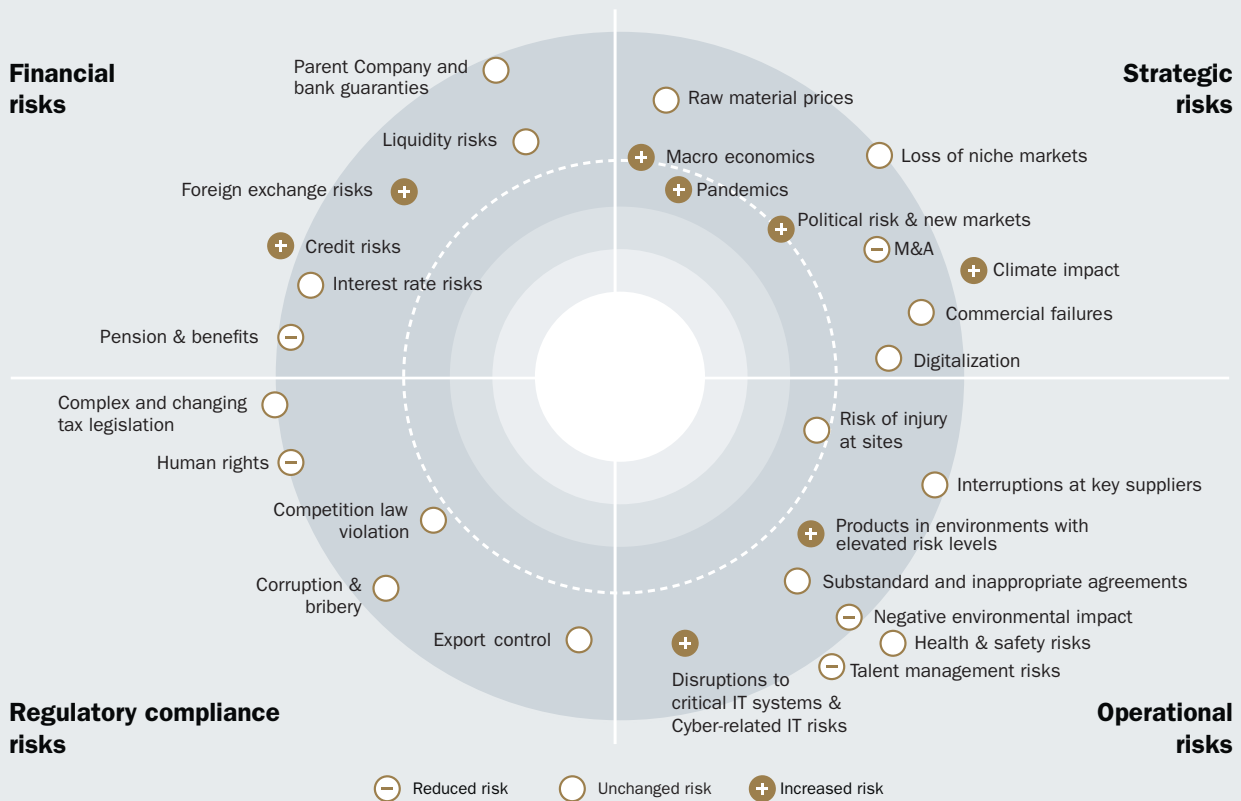 Financial
risks
Parent Company and
bank guaranties
Liquidity risks
Foreign exchange risks
Credit risks
Interest rate risks
Pension & benefits
Strategic
risks
Raw material prices
Macro economics
Loss of niche markets
Pandemics
Political risk & new markets
M&A
Climate impact
Commercial failures
Digitalization
Complex and changing
tax legislation
Human rights
Competition law
violation
Corruption &
bribery
Export control
Regulatory compliance
risks
Risk of injury
at sites
Interruptions at key suppliers
Products in environments with
elevated risk levels
Substandard and inappropriate agreements
Negative environmental impact
Health & safety risks
Talent management risks
Disruptions to
critical IT systems &
Cyber-related IT risks
Operational
risks
Reduced risk
Unchanged risk
Increased risk